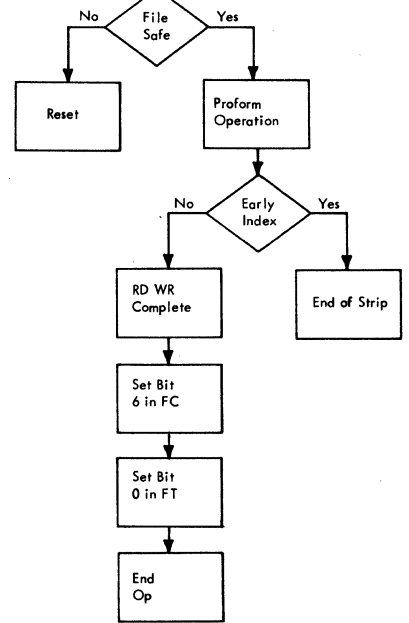 No
File
Safe
Yes
Reset
Proform
Operation
No
Early
Index
Yes
RD WR
Complete
End of Strip
Set Bit
6 in FC
Set Bit
0 in FT
End
Op